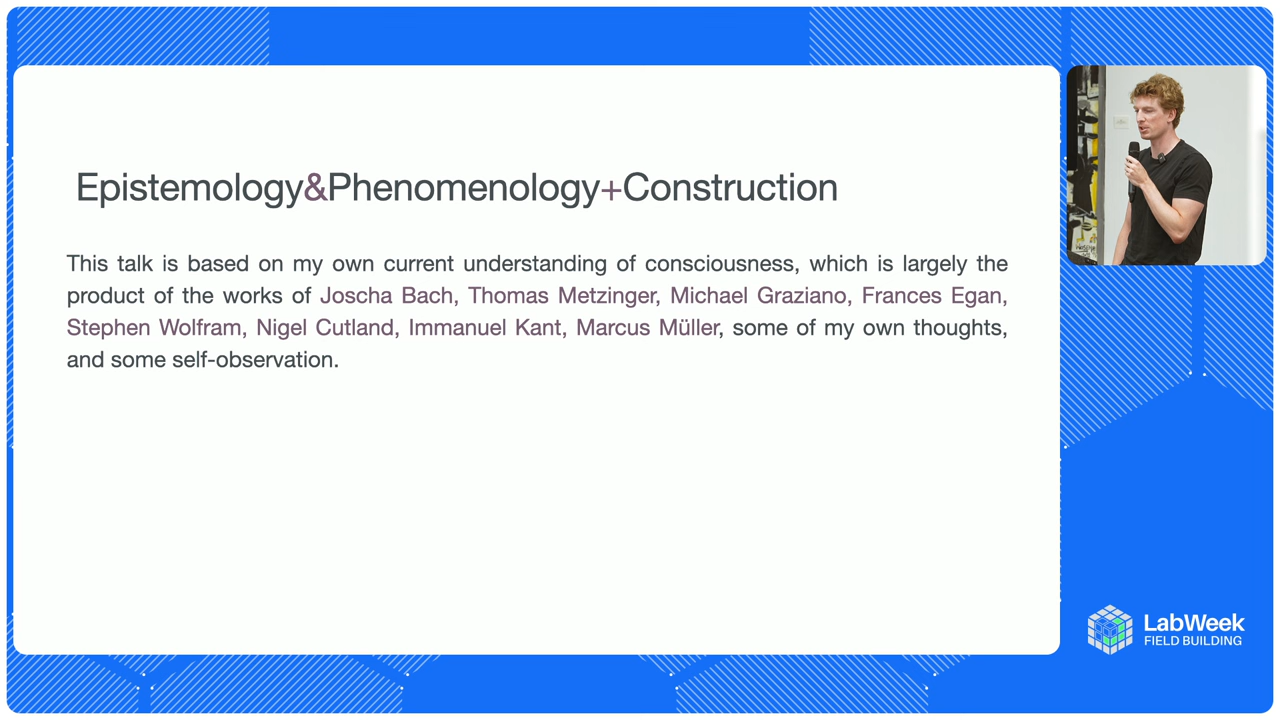 Epistemology&Phenomenology+Construction
This talk is based on my own current understanding of consciousness, which is largely the
product of the works of Joscha Bach, Thomas Metzinger, Michael Graziano, Frances Egan,
Stephen Wolfram, Nigel Cutland, Immanuel Kant, Marcus Müller, some of my own thoughts,
and some self-observation.
LabWeek
FIELD BUILDING